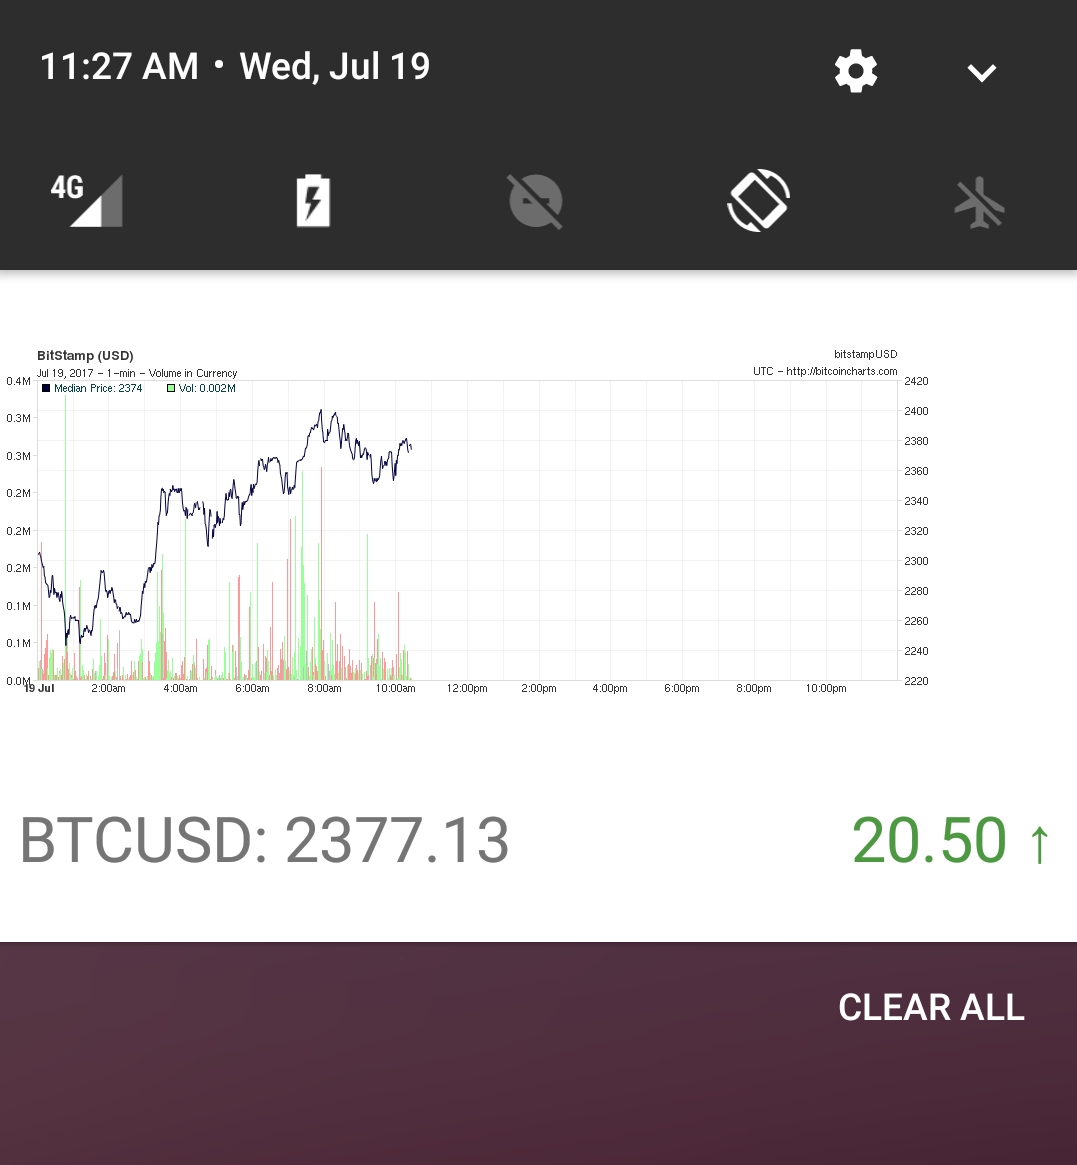 11:27 AM • Wed, Jul 19
4G
BitStamp (USD)
bitstampUSD
Jul 19, 2017 - 1-min - Volume in Currency
UTC - http://bitcoincharts.com
Median Price: 2374 Vol: 0.002M
0.4M
0.3M
0.3M
0.2M
0.2M
0.2M
0.1M
0.1M
0.0M
2420
2400
2380
2360
2340
2320
2300
2280
2260
2240
2220
19 Jul 2:00am 4:00am 6:00am 8:00am 10:00am 12:00pm 2:00pm 4:00pm 6:00pm 8:00pm 10:00pm
BTCUSD: 2377.13 20.50 ↑
CLEAR ALL